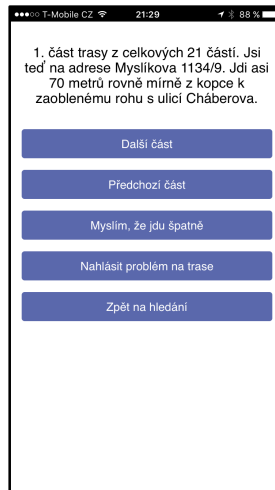 T-Mobile CZ 21:29 88 %
1. část trasy z celkových 21 částí. Jsi
teď na adrese Myslíkova 1134/9. Jdi asi
70 metrů rovně mírně z kopce k
zaoblenému rohu s ulicí Cháberova.
Další část
Předchozí část
Myslím, že jdu špatně
Nahlásit problém na trase
Zpět na hledání